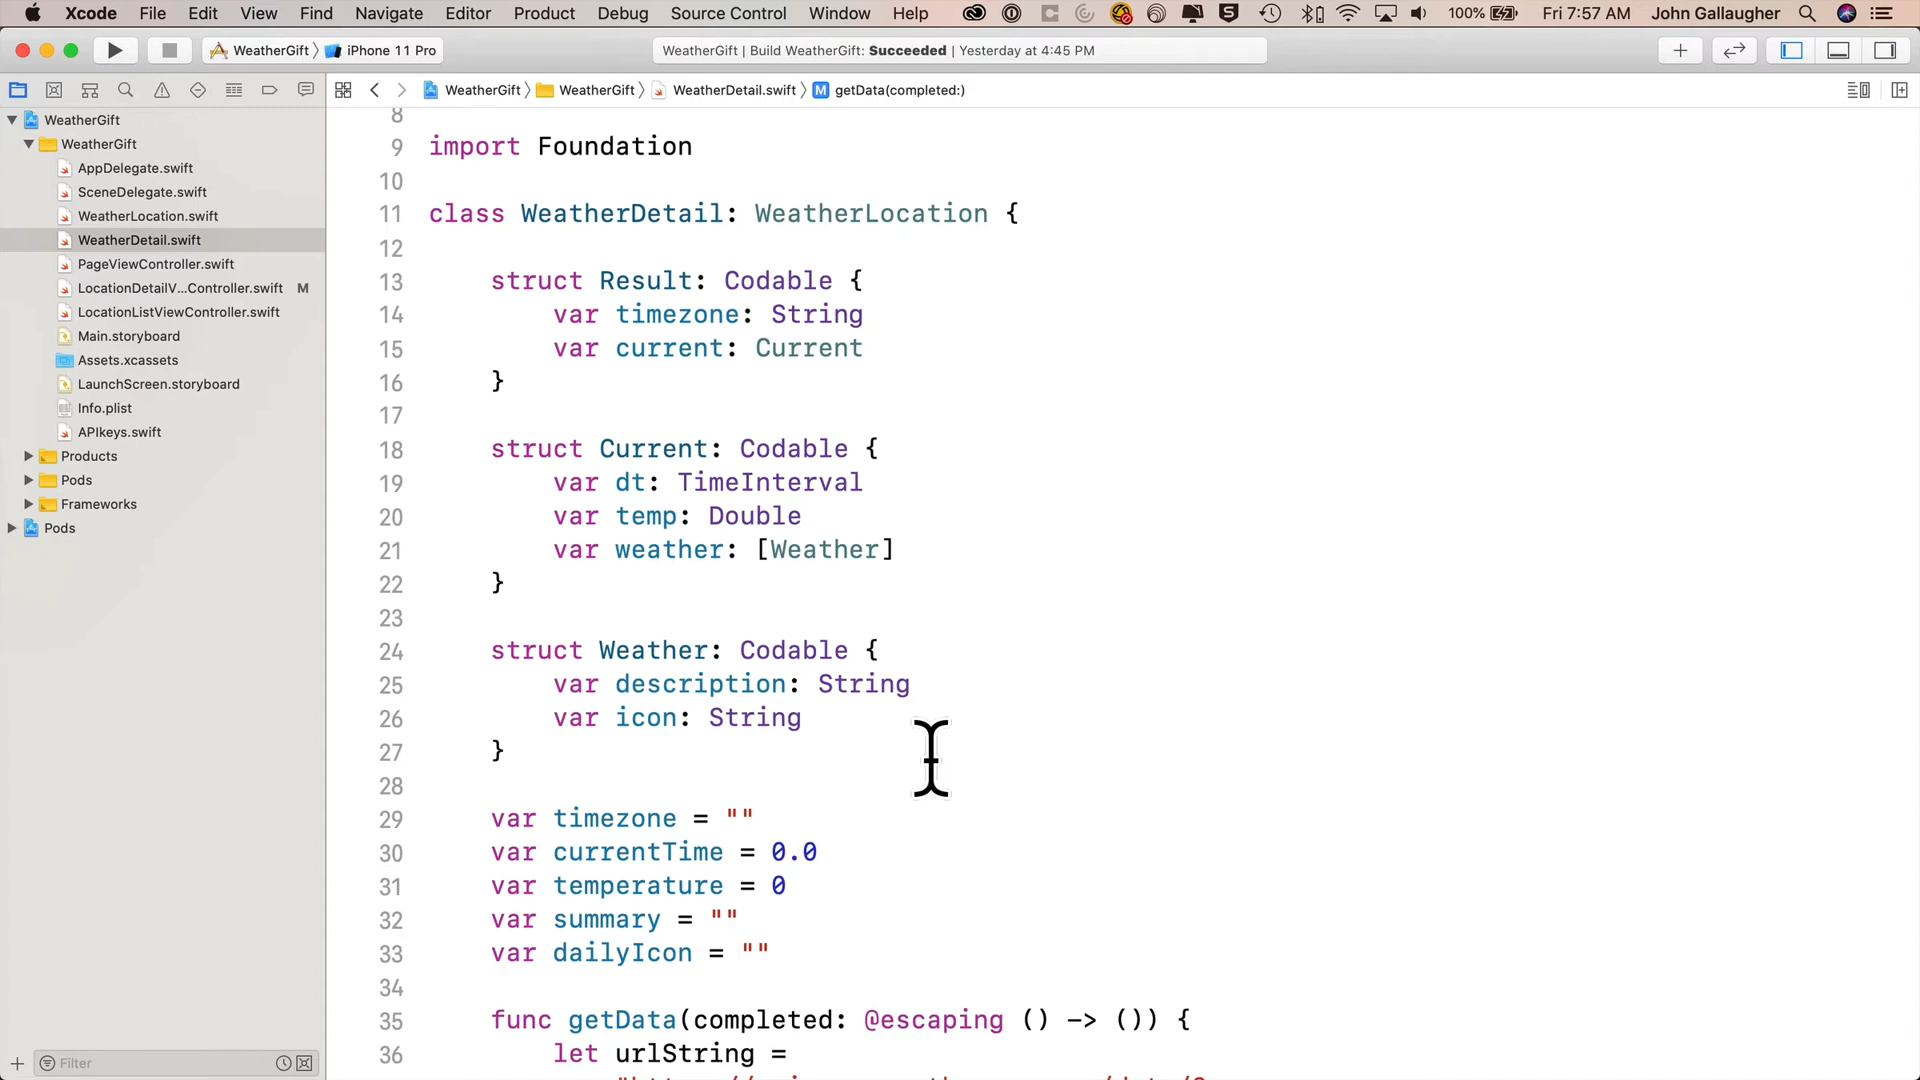 Xcode File Edit View Find Navigate Editor Product Debug Source Control Window Help 100% Fri 7:57 AM John Gallaugher
WeatherGift iPhone 11 Pro WeatherGift | Build WeatherGift: Succeeded | Yesterday at 4:45 PM
WeatherGift WeatherGift WeatherDetail.swift M getData(completed:)
WeatherGift
WeatherGift
AppDelegate.swift
SceneDelegate.swift
WeatherLocation.swift
WeatherDetail.swift
PageViewController.swift
LocationDetailV...Controller.swift M
LocationListViewController.swift
Main.storyboard
Assets.xcassets
LaunchScreen.storyboard
Info.plist
APIkeys.swift
Products
Pods
Frameworks
Pods
Filter
8
9 import Foundation
10
11 class WeatherDetail: WeatherLocation {
12
13 struct Result: Codable {
14 var timezone: String
15 var current: Current
16 }
17
18 struct Current: Codable {
19 var dt: TimeInterval
20 var temp: Double
21 var weather: [Weather]
22 }
23
24 struct Weather: Codable {
25 var description: String
26 var icon: String
27 }
28
29 var timezone = ""
30 var currentTime = 0.0
31 var temperature = 0
32 var summary = ""
33 var dailyIcon = ""
34
35 func getData(completed: @escaping () -> ()) {
36 let urlString =